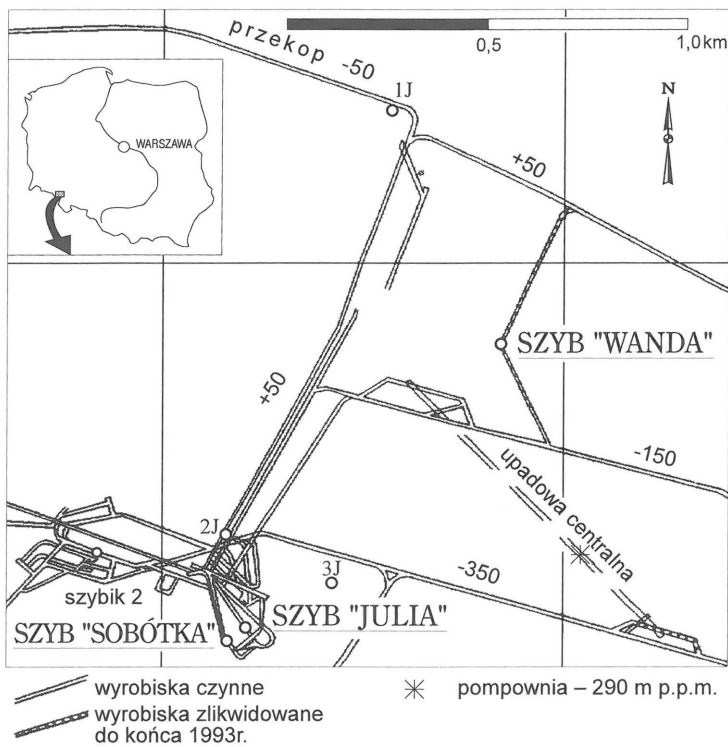 przekop -50
0,5
1,0km
1J
N
WARSZAWA
+50
SZYB "WANDA"
+50
-150
upadowa centralna
2J
3J
-350
szybik 2
SZYB "JULIA"
SZYB "SOBÓTKA"
wyrobiska czynne
pompownia – 290 m p.p.m.
wyrobiska zlikwidowane
do końca 1993r.